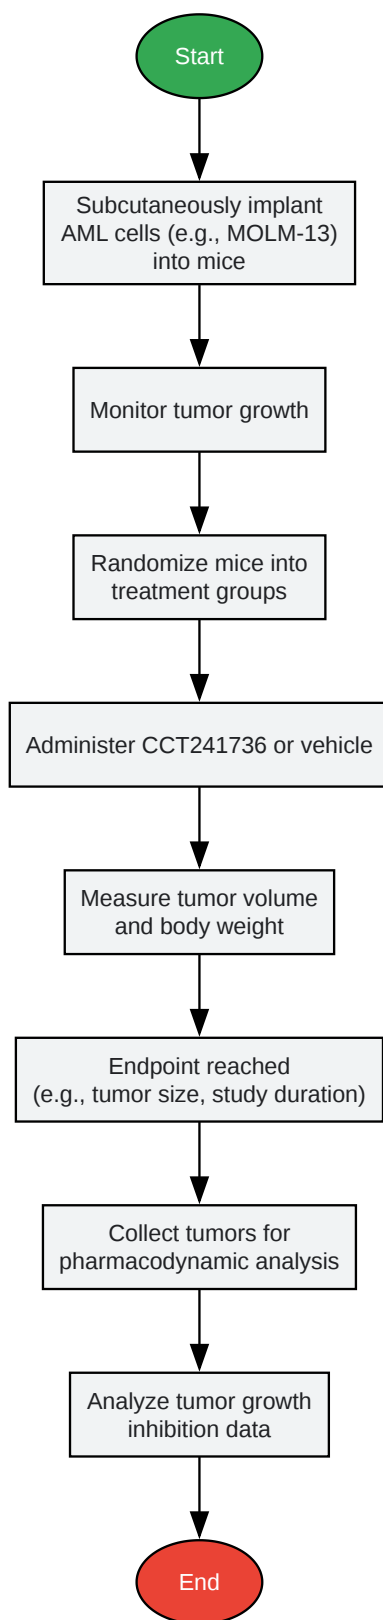 Start
Subcutaneously implant
AML cells (e.g., MOLM-13)
into mice
Monitor tumor growth
Randomize mice into
treatment groups
Administer CCT241736 or vehicle
Measure tumor volume
and body weight
Endpoint reached
(e.g., tumor size, study duration)
Collect tumors for
pharmacodynamic analysis
Analyze tumor growth
inhibition data
End